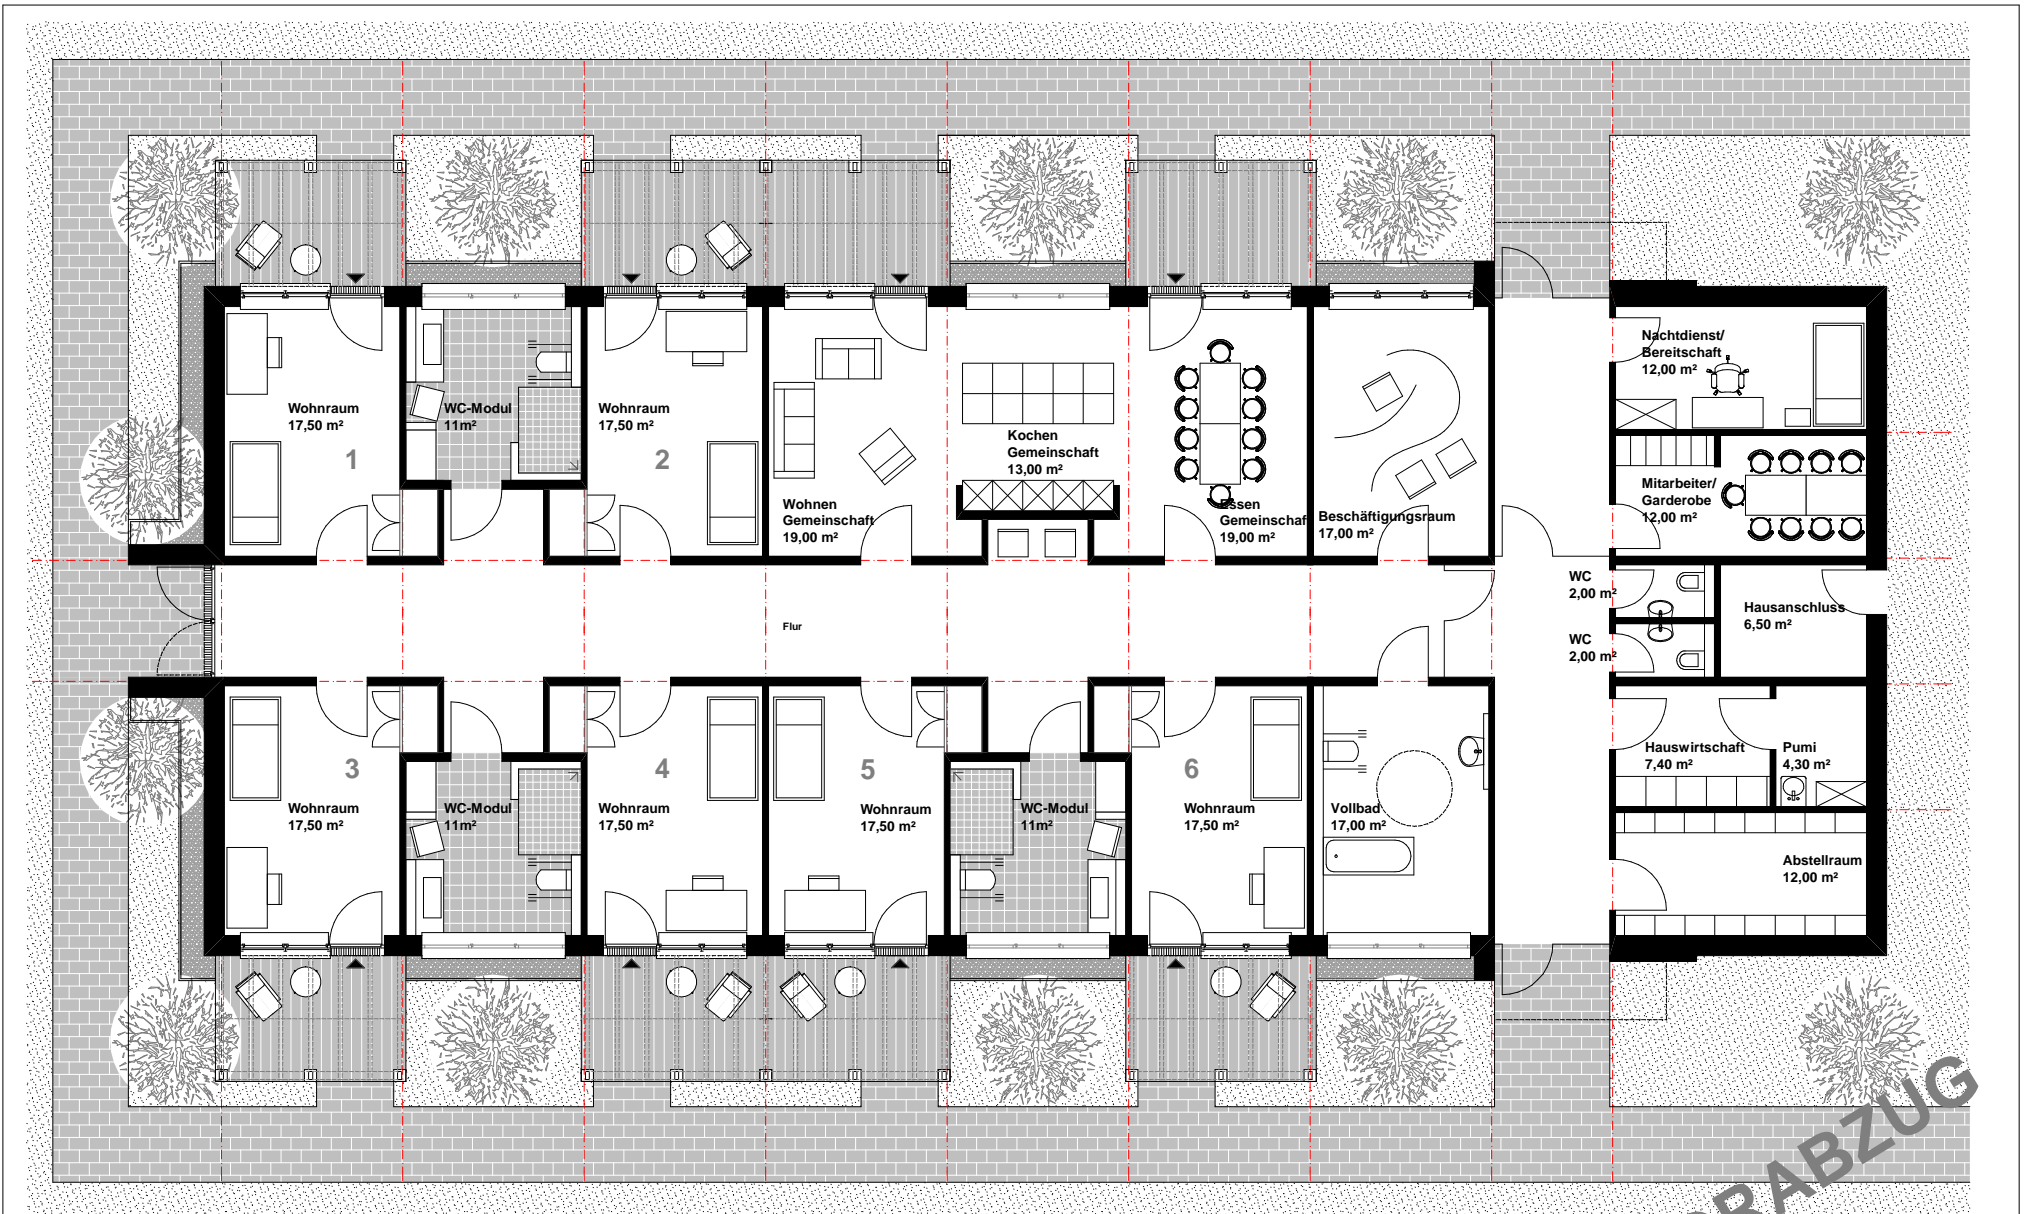 Nachtdienst/
Bereitschaft
12,00 m²
Wohnraum
17,50 m²
1
WC-Modul
11m²
Wohnraum
17,50 m²
2
Wohnen
Gemeinschaft
19,00 m²
Kochen
Gemeinschaft
13,00 m²
Essen
Gemeinschaft
19,00 m²
Beschäftigungsraum
17,00 m²
Mitarbeiter/
Garderobe
12,00 m²
WC
2,00 m²
WC
2,00 m²
Hausanschluss
6,50 m²
Flur
3
Wohnraum
17,50 m²
WC-Modul
11m²
4
Wohnraum
17,50 m²
5
Wohnraum
17,50 m²
WC-Modul
11m²
6
Wohnraum
17,50 m²
Vollbad
17,00 m²
Hauswirtschaft
7,40 m²
Pumi
4,30 m²
Abstellraum
12,00 m²
RABZUG